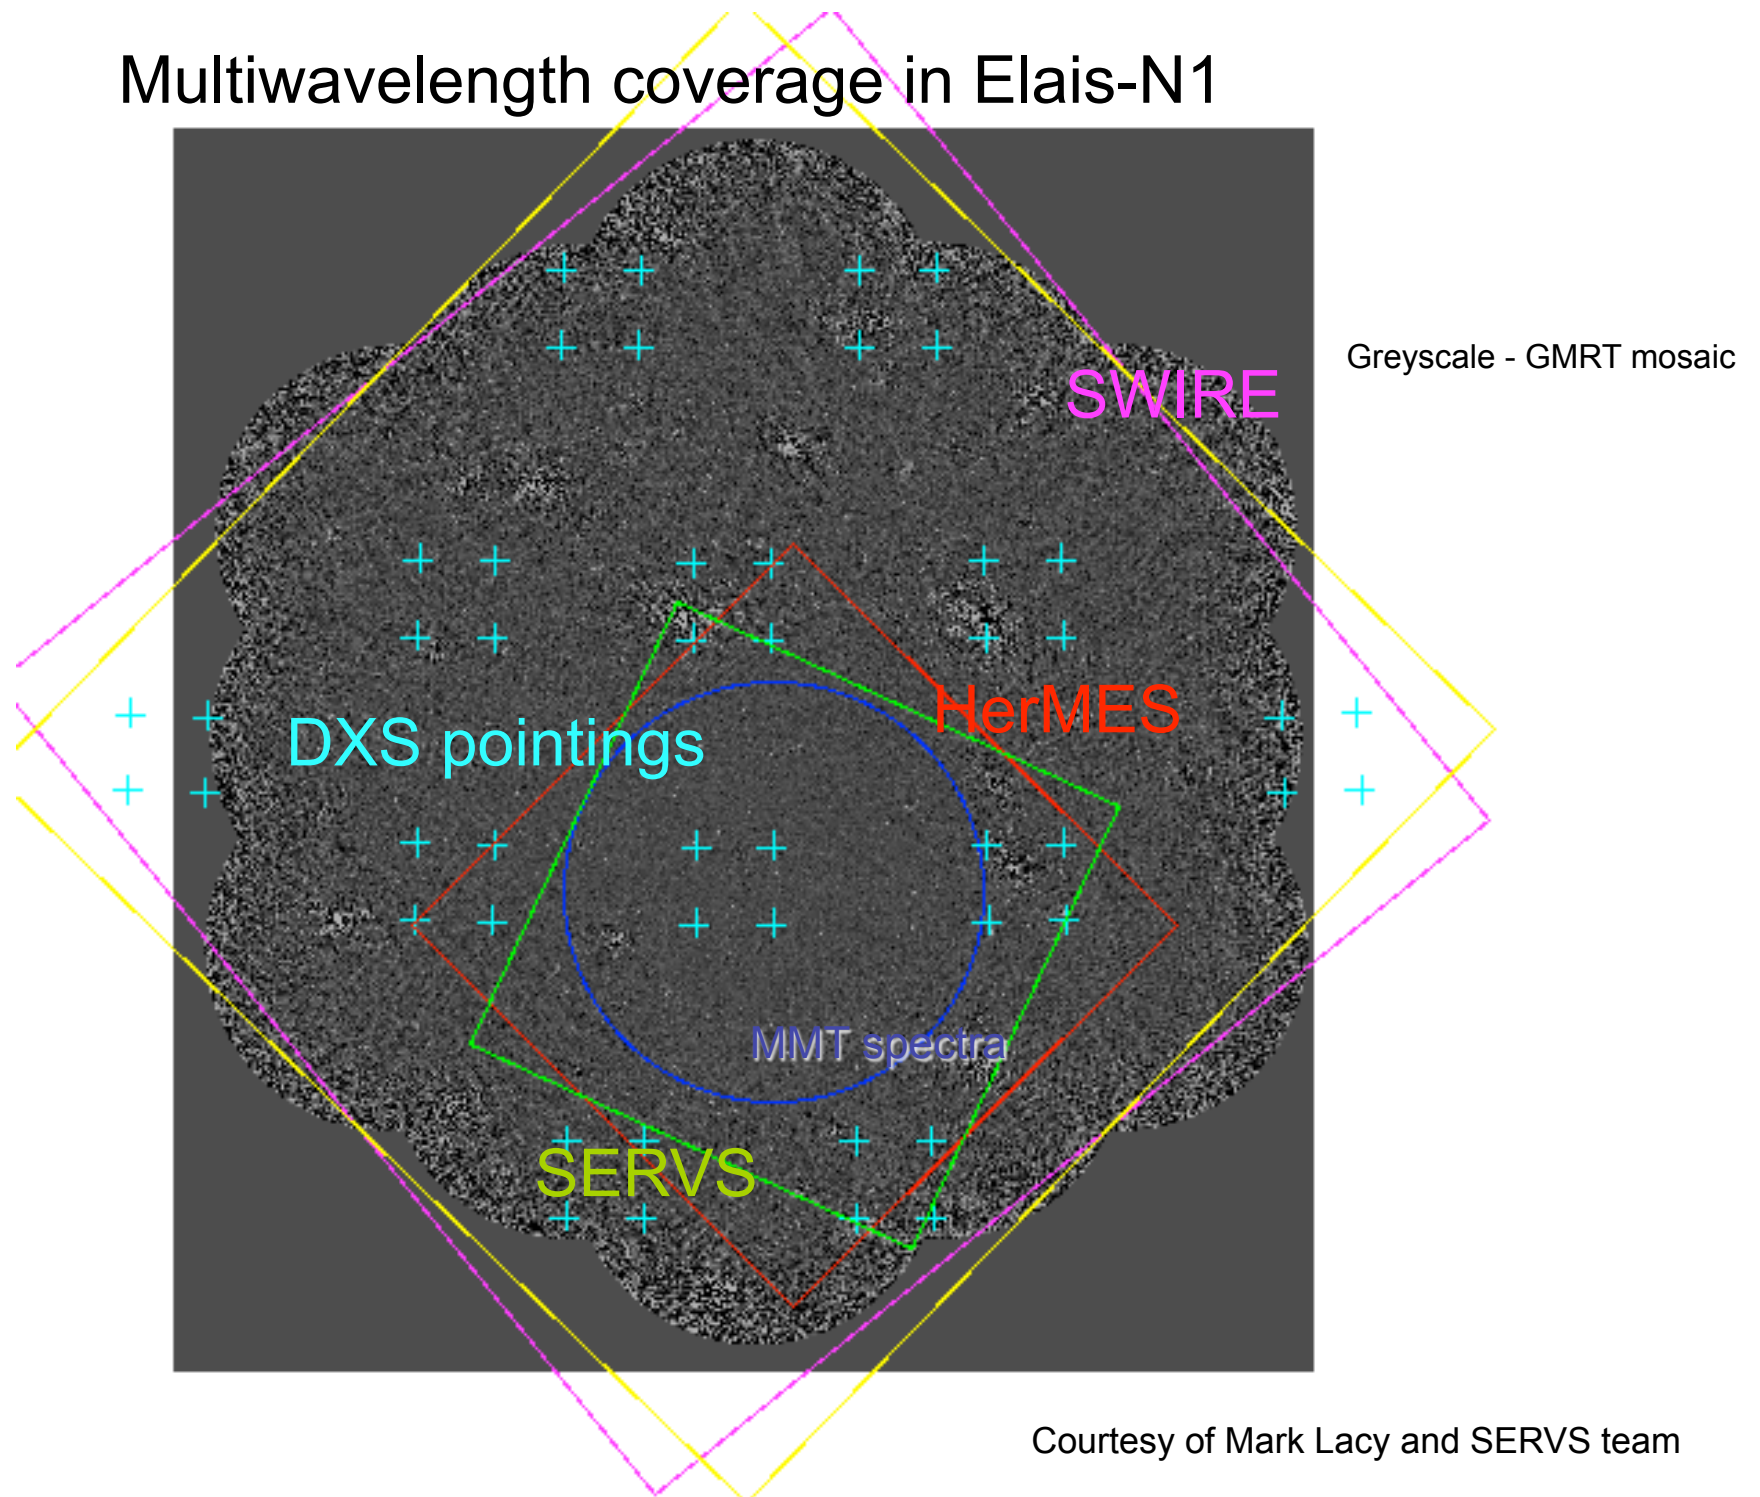 Multiwavelength coverage in Elais-N1
Greyscale - GMRT mosaic
SWIRE
HerMES
DXS pointings
MMT spectra
SERVS
Courtesy of Mark Lacy and SERVS team